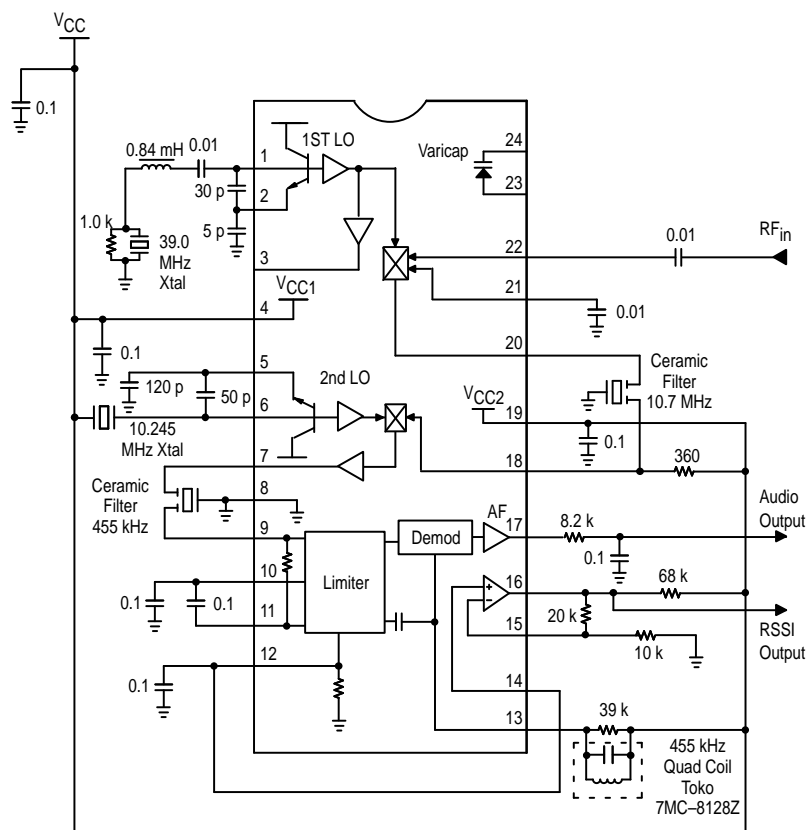 VCC
0.1
0.84 mH
0.01
1.0 k
39.0
MHz
Xtal
1
30 p
2
5 p
3
1ST LO
VCC1
4
0.1
5
120 p
50 p
2nd LO
6
10.245
MHz Xtal
7
Ceramic
Filter
455 kHz
8
9
10
0.1
0.1
11
12
0.1
Limiter
Demod
AF
+
–
Varicap
24
23
22
0.01
RFin
21
0.01
20
Ceramic
Filter
10.7 MHz
VCC2
19
0.1
18
360
17
8.2 k
Audio
Output
0.1
16
68 k
20 k
RSSI
Output
15
10 k
14
13
39 k
455 kHz
Quad Coil
Toko
7MC–8128Z